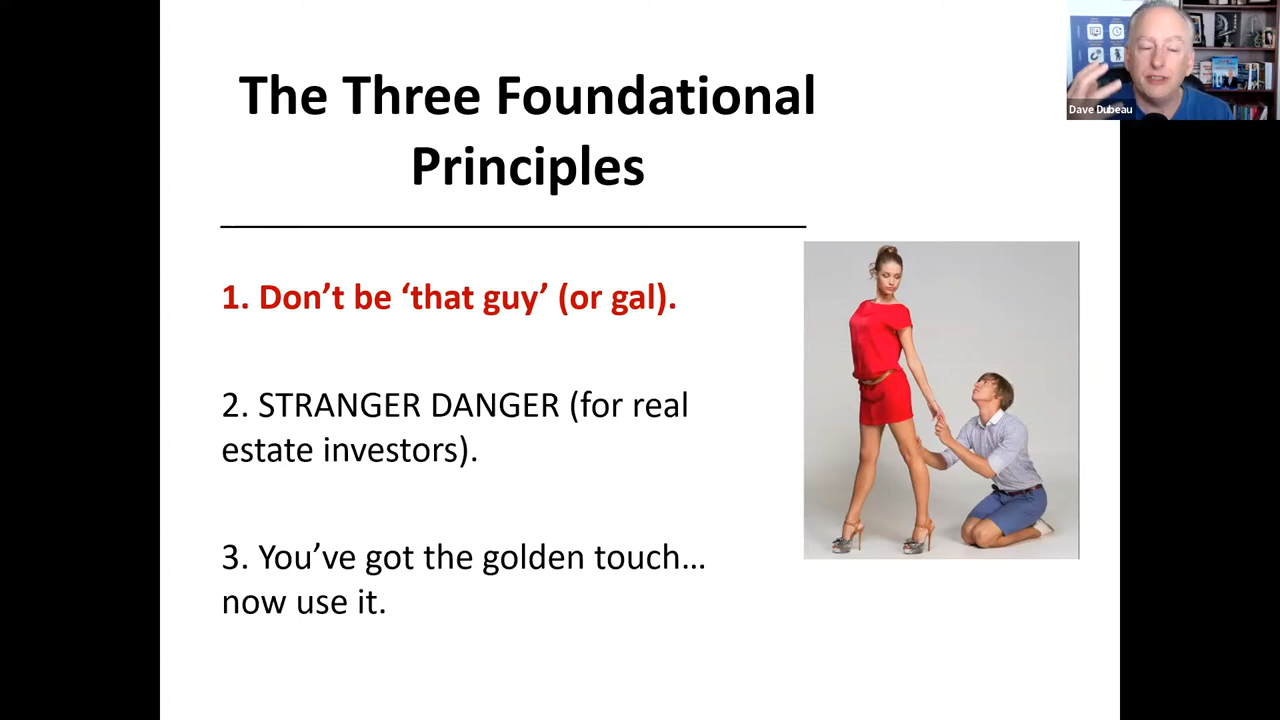 The Three Foundational
Principles
1. Don’t be ‘that guy’ (or gal).
2. STRANGER DANGER (for real
estate investors).
3. You’ve got the golden touch…
now use it.
Dave Dubeau